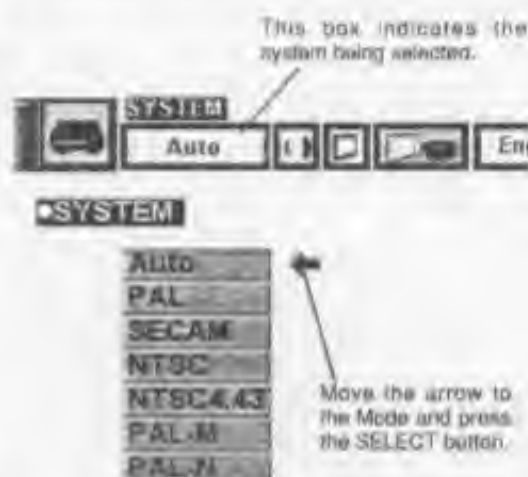 This box indicates the
system being selected.
SYSTEM
Auto
SYSTEM
Auto
PAL
SECAM
NTSC
NTSC4.43
PAL-M
PAL-N
Move the arrow to
the Mode and press
the SELECT button.